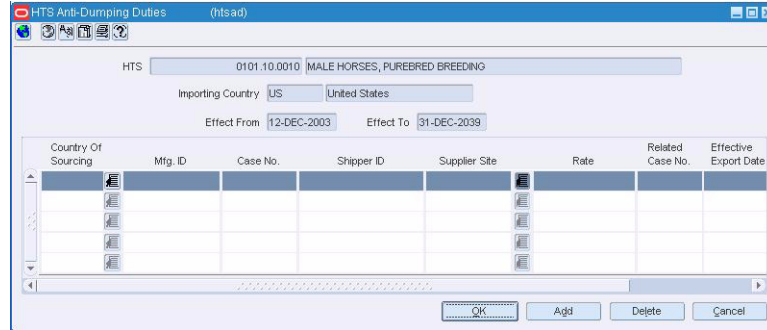 HTS Anti-Dumping Duties (htsad)
HTS 0101.10.0010 MALE HORSES, PUREBRED BREEDING
Importing Country US United States
Effect From 12-DEC-2003 Effect To 31-DEC-2039
Country Of Sourcing Mfg. ID Case No. Shipper ID Supplier Site Rate Related Case No. Effective Export Date
OK Add Delete Cancel